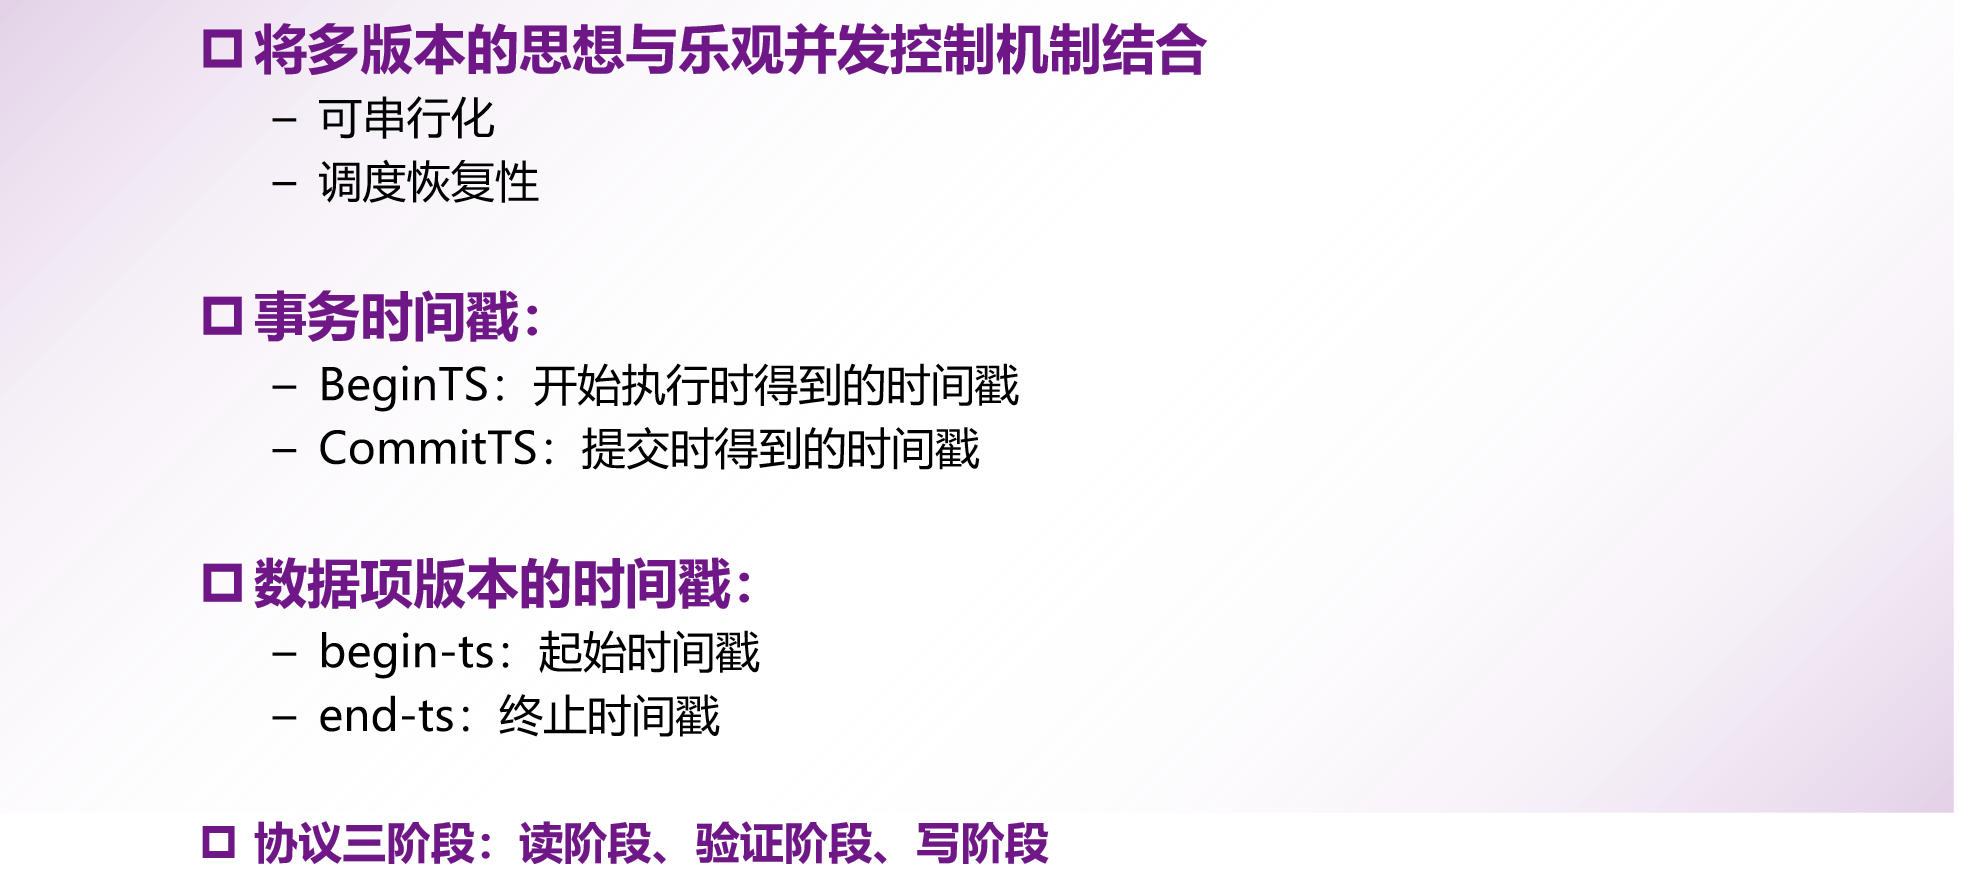 将多版本的思想与乐观并发控制机制结合
– 可串行化
– 调度恢复性
事务时间戳：
– BeginTS：开始执行时得到的时间戳
– CommitTS：提交时得到的时间戳
数据项版本的时间戳：
– begin-ts：起始时间戳
– end-ts：终止时间戳
协议三阶段：读阶段、验证阶段、写阶段